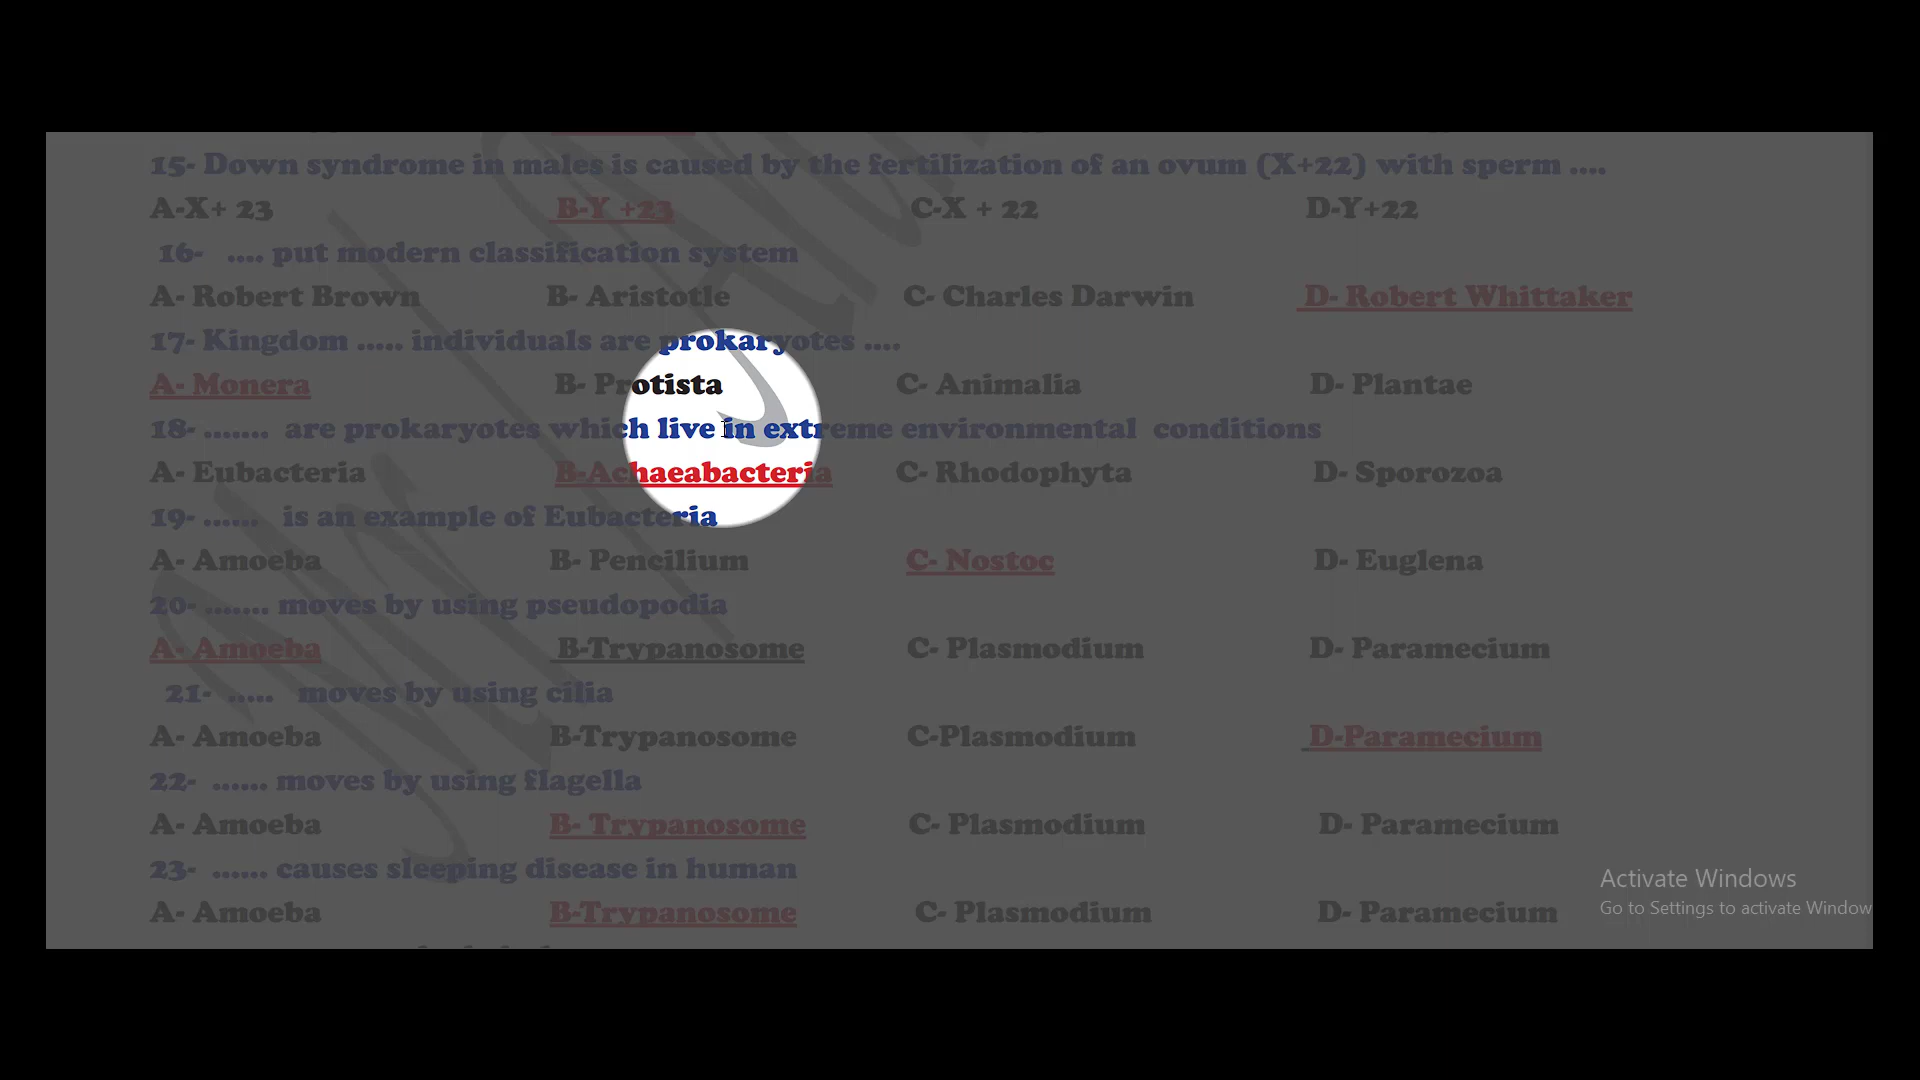 15- Down syndrome in males is caused by the fertilization of an ovum (X+22) with sperm ....
A-X+ 23 B-Y +23 C-X + 22 D-Y+22
16- .... put modern classification system
A- Robert Brown B- Aristotle C- Charles Darwin D- Robert Whittaker
17- Kingdom ..... individuals are prokaryotes ....
A- Monera B- Protista C- Animalia D- Plantae
18- ....... are prokaryotes which live in extreme environmental conditions
A- Eubacteria B-Achaeabacteria C- Rhodophyta D- Sporozoa
19- ...... is an example of Eubacteria
A- Amoeba B- Pencilium C- Nostoc D- Euglena
20- ....... moves by using pseudopodia
A- Amoeba B-Trypanosome C- Plasmodium D- Paramecium
21- ..... moves by using cilia
A- Amoeba B-Trypanosome C-Plasmodium D-Paramecium
22- ...... moves by using flagella
A- Amoeba B- Trypanosome C- Plasmodium D- Paramecium
23- ...... causes sleeping disease in human
A- Amoeba B-Trypanosome C- Plasmodium D- Paramecium
Activate Windows
Go to Settings to activate Window